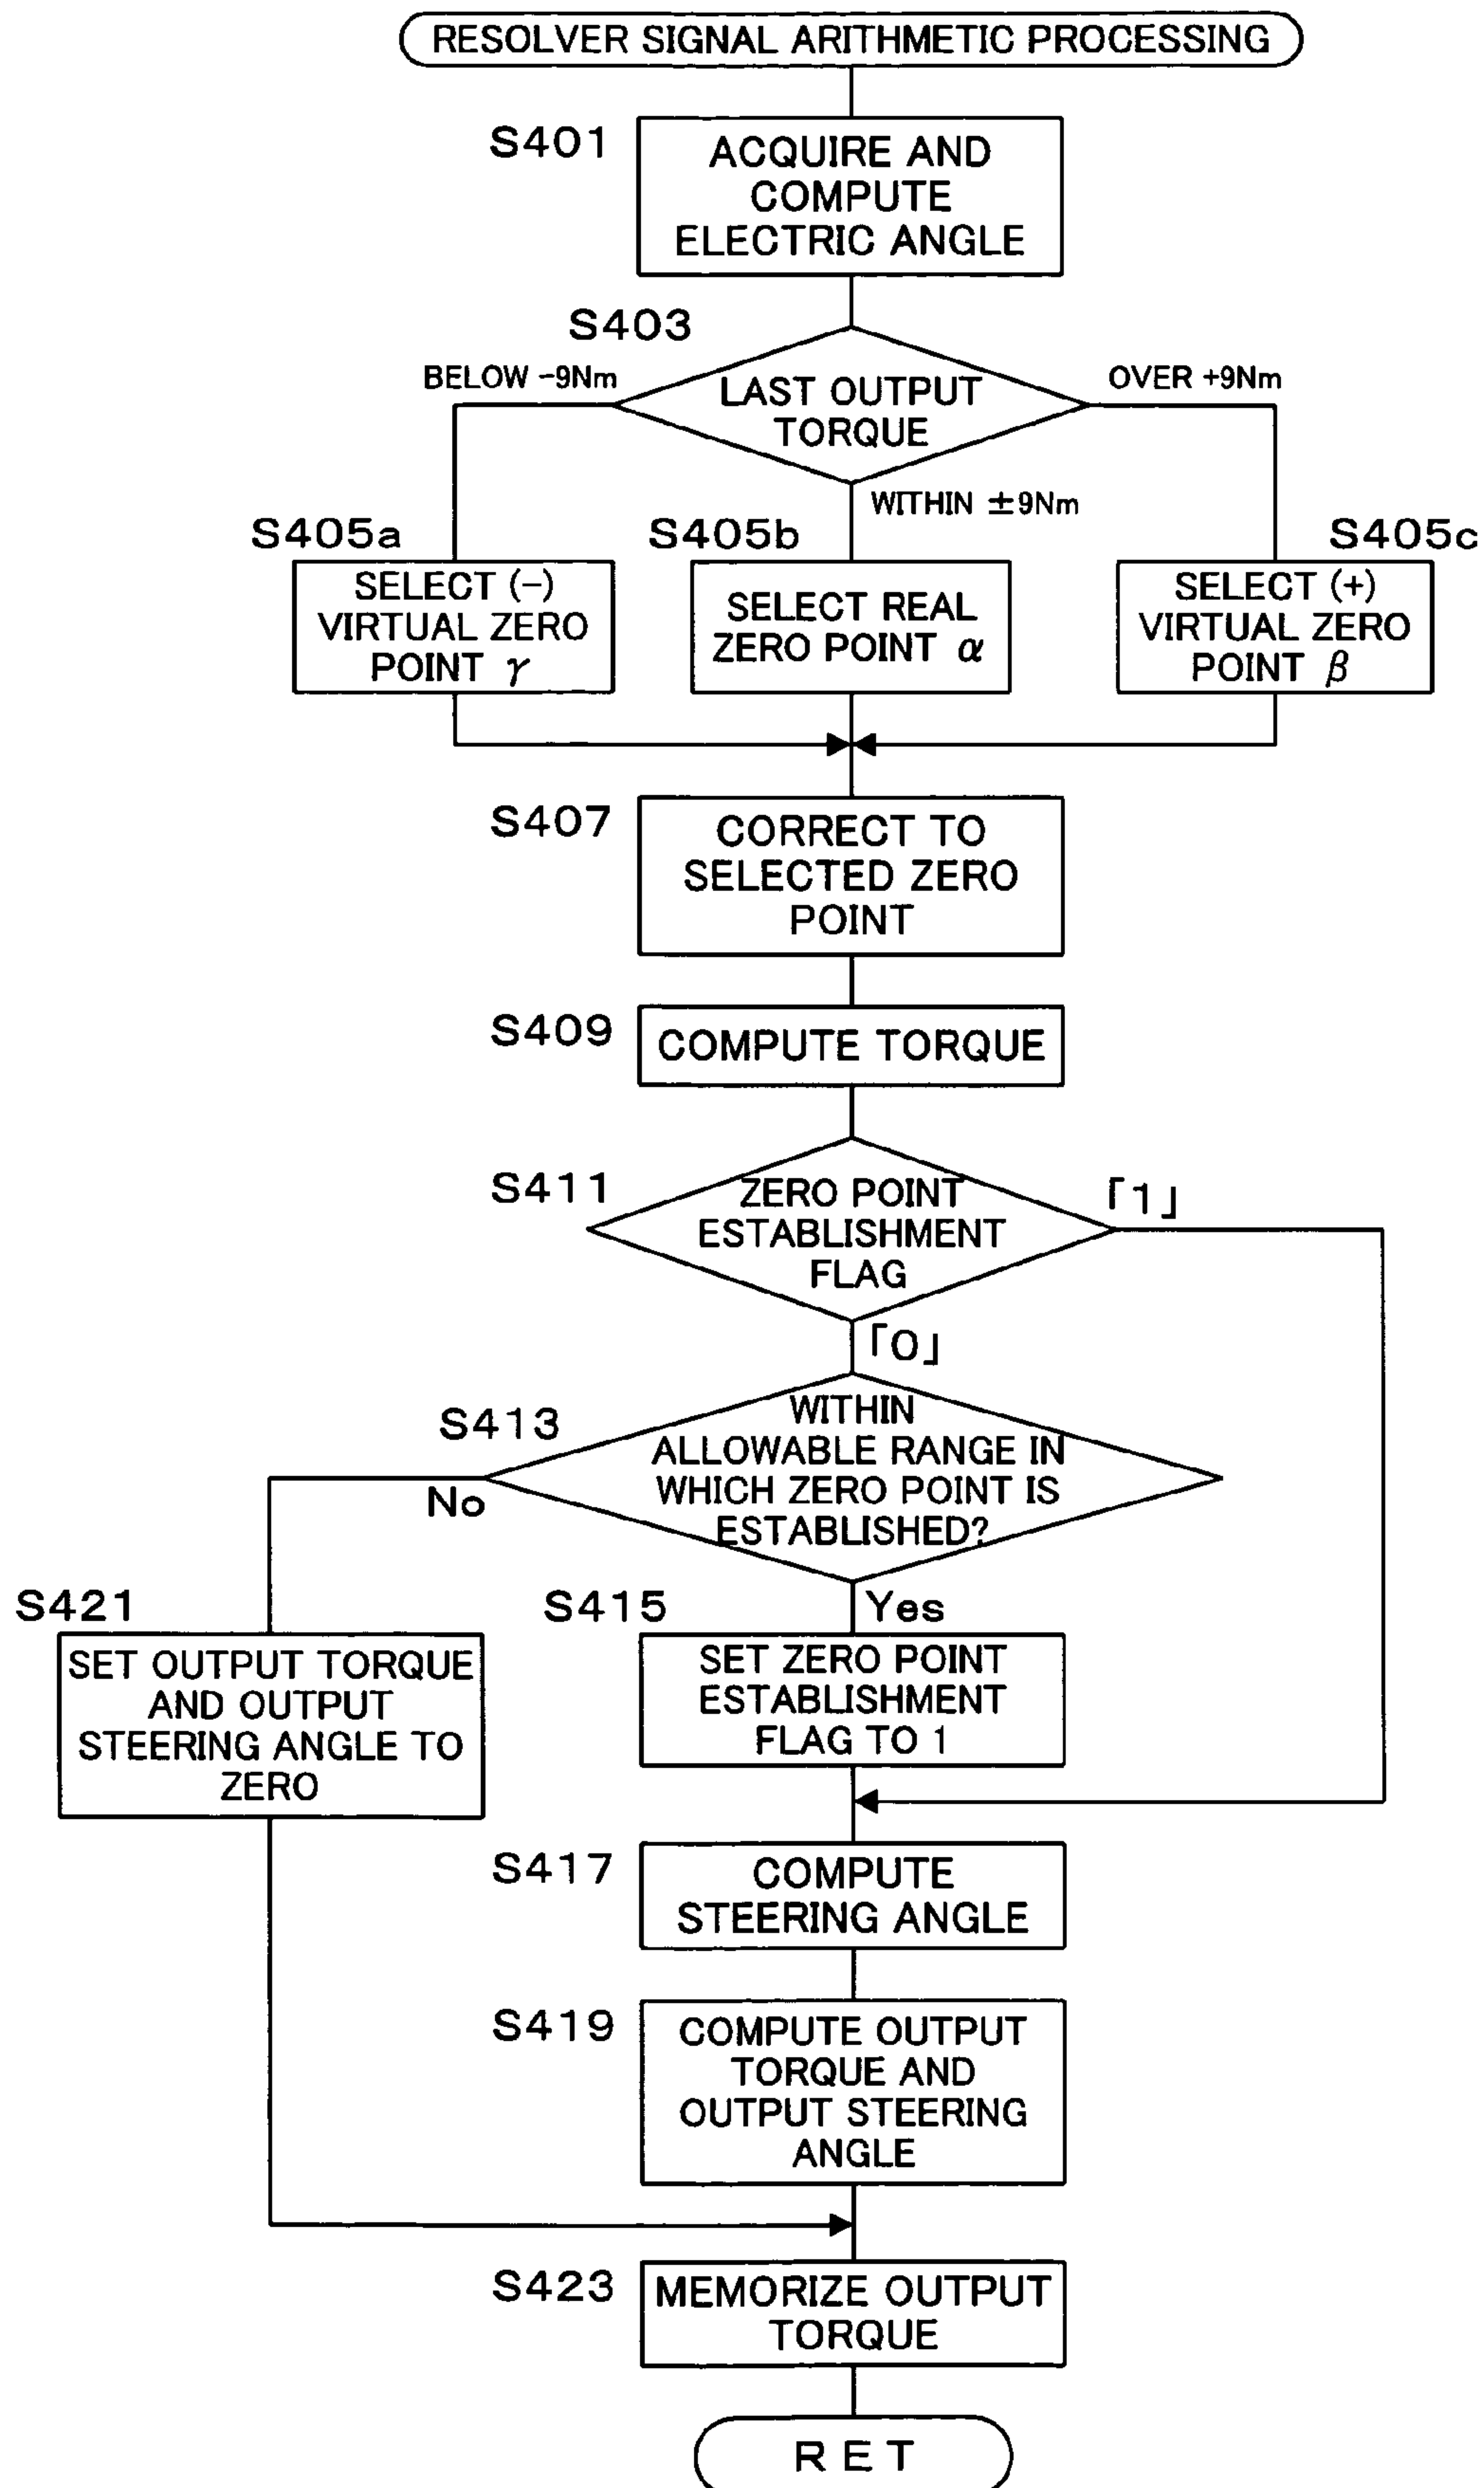 RESOLVER SIGNAL ARITHMETIC PROCESSING
S401
ACQUIRE AND
COMPUTE
ELECTRIC ANGLE
S403
BELOW -9Nm
LAST OUTPUT
TORQUE
OVER +9Nm
WITHIN ±9Nm
S405a
SELECT (-)
VIRTUAL ZERO
POINT γ
S405b
SELECT REAL
ZERO POINT α
S405c
SELECT (+)
VIRTUAL ZERO
POINT β
S407
CORRECT TO
SELECTED ZERO
POINT
S409
COMPUTE TORQUE
S411
ZERO POINT
ESTABLISHMENT
FLAG
「1」
「0」
S413
WITHIN
ALLOWABLE RANGE IN
WHICH ZERO POINT IS
ESTABLISHED?
No
Yes
S421
SET OUTPUT TORQUE
AND OUTPUT
STEERING ANGLE TO
ZERO
S415
SET ZERO POINT
ESTABLISHMENT
FLAG TO 1
S417
COMPUTE
STEERING ANGLE
S419
COMPUTE OUTPUT
TORQUE AND
OUTPUT STEERING
ANGLE
S423
MEMORIZE OUTPUT
TORQUE
RET